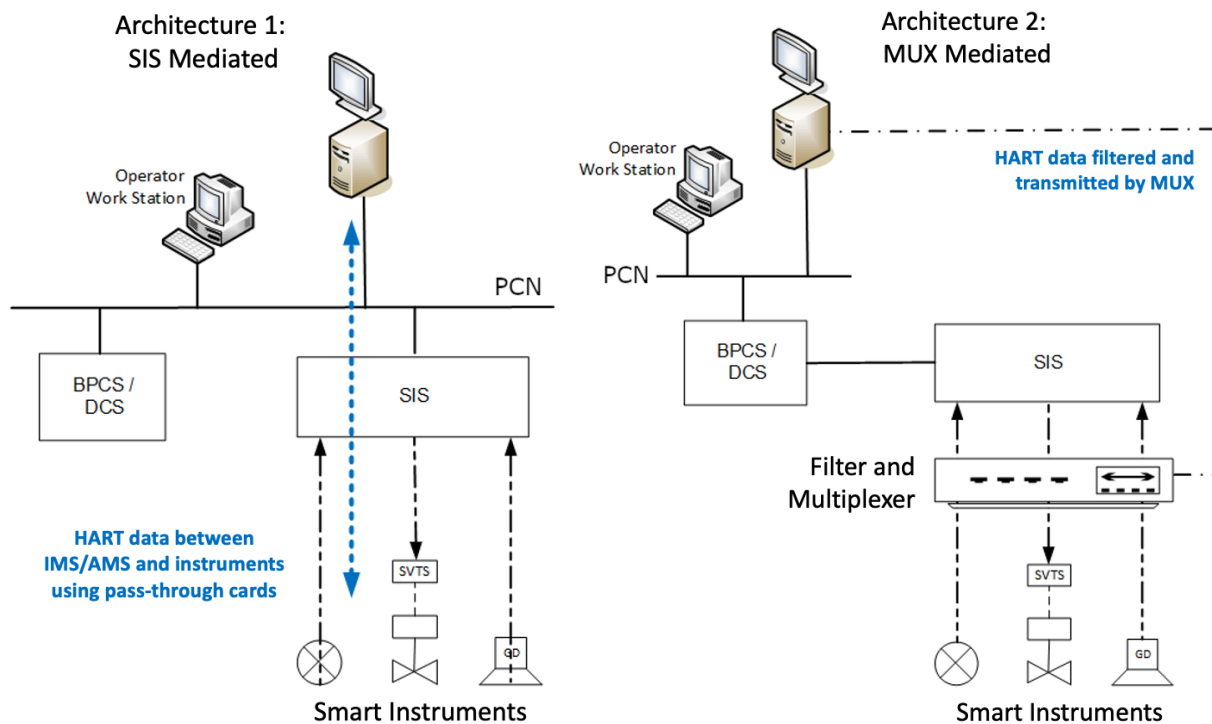 Architecture 1:
SIS Mediated
Operator
Work Station
PCN
BPCS /
DCS
SIS
HART data between
IMS/AMS and instruments
using pass-through cards
SVTS
GD
Smart Instruments
Architecture 2:
MUX Mediated
Operator
Work Station
HART data filtered and
transmitted by MUX
PCN
BPCS /
DCS
SIS
Filter and
Multiplexer
SVTS
GD
Smart Instruments